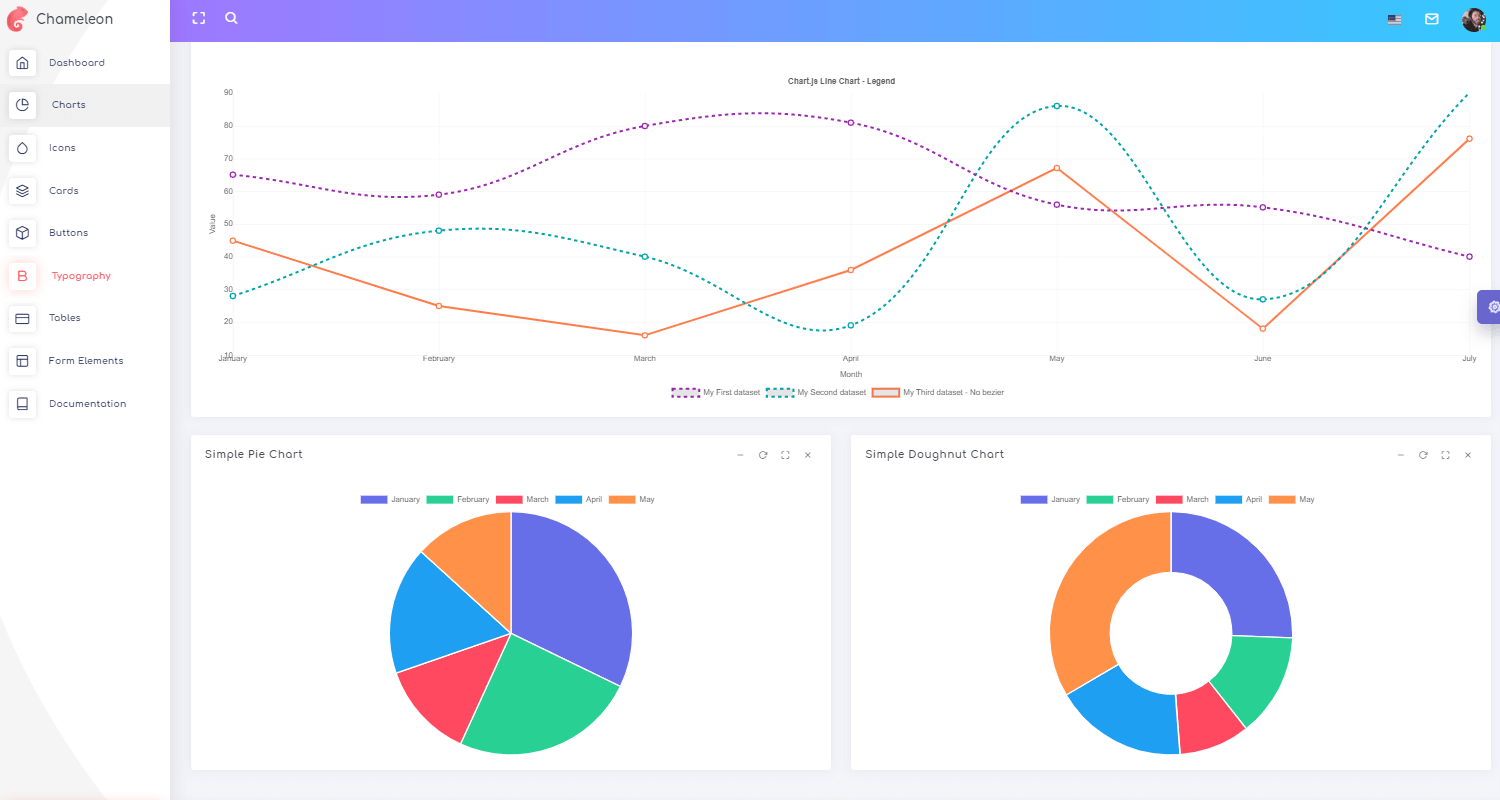 Chameleon
Dashboard
Charts
Icons
Cards
Buttons
B Typography
Tables
Form Elements
Documentation
Chart.js Line Chart - Legend
90
80
70
60
50
40
30
20
10
Value
January February March April May June July
Month
My First dataset My Second dataset My Third dataset - No bezier
Simple Pie Chart
January February March April May
Simple Doughnut Chart
January February March April May